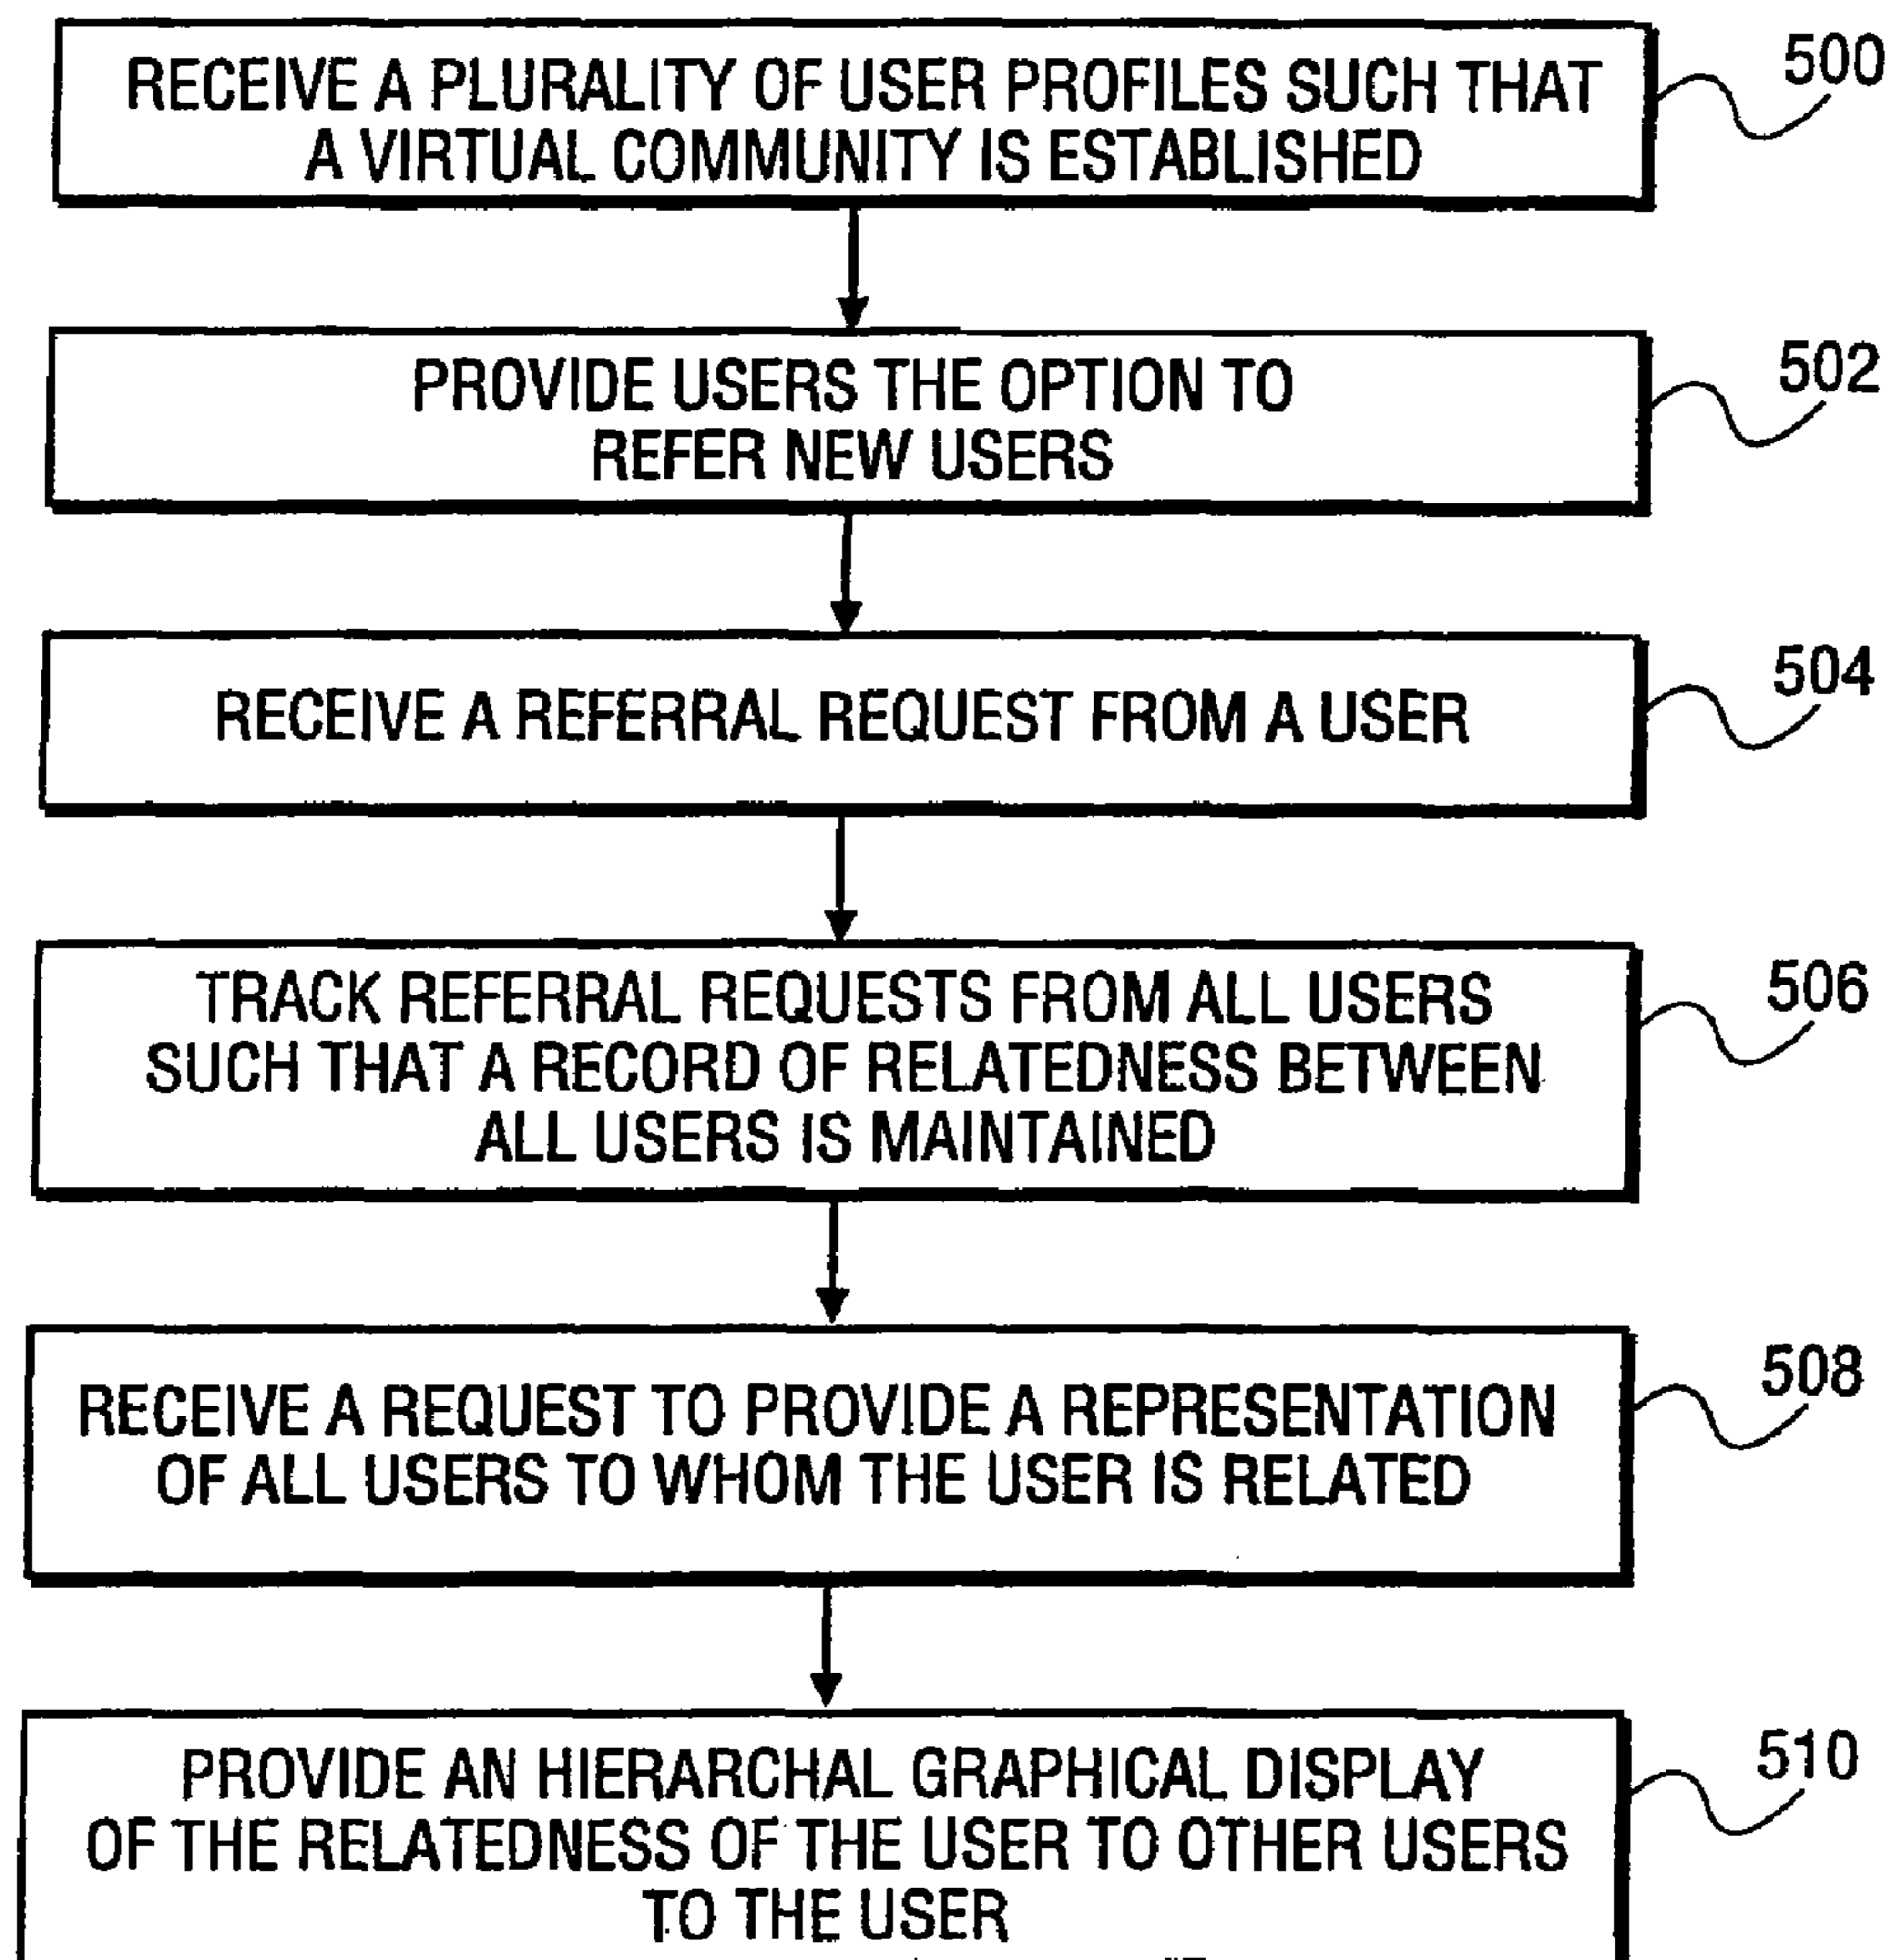 RECEIVE A PLURALITY OF USER PROFILES SUCH THAT
A VIRTUAL COMMUNITY IS ESTABLISHED
500
PROVIDE USERS THE OPTION TO
REFER NEW USERS
502
RECEIVE A REFERRAL REQUEST FROM A USER
504
TRACK REFERRAL REQUESTS FROM ALL USERS
SUCH THAT A RECORD OF RELATEDNESS BETWEEN
ALL USERS IS MAINTAINED
506
RECEIVE A REQUEST TO PROVIDE A REPRESENTATION
OF ALL USERS TO WHOM THE USER IS RELATED
508
PROVIDE AN HIERARCHAL GRAPHICAL DISPLAY
OF THE RELATEDNESS OF THE USER TO OTHER USERS
TO THE USER
510